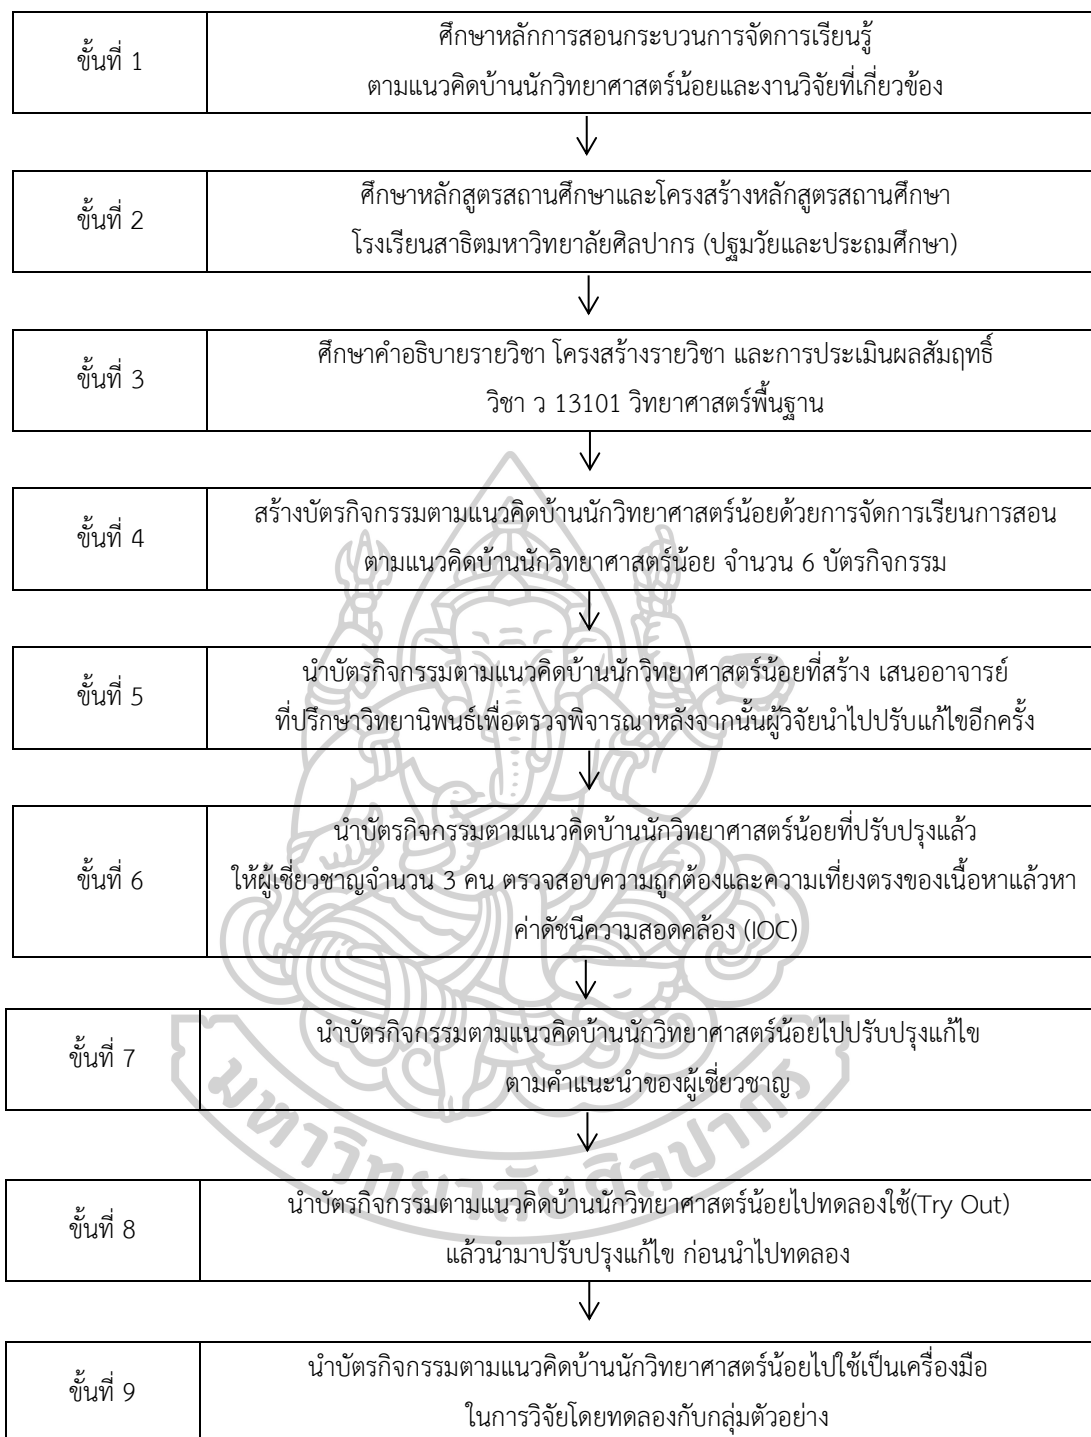 ขั้นที่ 1
ศึกษาหลักการสอนกระบวนการจัดการเรียนรู้
ตามแนวคิดบ้านนักวิทยาศาสตร์น้อยและงานวิจัยที่เกี่ยวข้อง
ขั้นที่ 2
ศึกษาหลักสูตรสถานศึกษาและโครงสร้างหลักสูตรสถานศึกษา
โรงเรียนสาธิตมหาวิทยาลัยศิลปากร (ปฐมวัยและประถมศึกษา)
ขั้นที่ 3
ศึกษาคำอธิบายรายวิชา โครงสร้างรายวิชา และการประเมินผลสัมฤทธิ์
วิชา ว 13101 วิทยาศาสตร์พื้นฐาน
ขั้นที่ 4
สร้างบัตรกิจกรรมตามแนวคิดบ้านนักวิทยาศาสตร์น้อยด้วยการจัดการเรียนการสอน
ตามแนวคิดบ้านนักวิทยาศาสตร์น้อย จำนวน 6 บัตรกิจกรรม
ขั้นที่ 5
นำบัตรกิจกรรมตามแนวคิดบ้านนักวิทยาศาสตร์น้อยที่สร้าง เสนออาจารย์
ที่ปรึกษาวิทยานิพนธ์เพื่อตรวจพิจารณาหลังจากนั้นผู้วิจัยนำไปปรับแก้ไขอีกครั้ง
ขั้นที่ 6
นำบัตรกิจกรรมตามแนวคิดบ้านนักวิทยาศาสตร์น้อยที่ปรับปรุงแล้ว
ให้ผู้เชี่ยวชาญจำนวน 3 คน ตรวจสอบความถูกต้องและความเที่ยงตรงของเนื้อหาแล้วหา
ค่าดัชนีความสอดคล้อง (IOC)
ขั้นที่ 7
นำบัตรกิจกรรมตามแนวคิดบ้านนักวิทยาศาสตร์น้อยไปปรับปรุงแก้ไข
ตามคำแนะนำของผู้เชี่ยวชาญ
มหาวิทยาลัยศิลปากร
ขั้นที่ 8
นำบัตรกิจกรรมตามแนวคิดบ้านนักวิทยาศาสตร์น้อยไปทดลองใช้(Try Out)
แล้วนำมาปรับปรุงแก้ไข ก่อนนำไปทดลอง
ขั้นที่ 9
นำบัตรกิจกรรมตามแนวคิดบ้านนักวิทยาศาสตร์น้อยไปใช้เป็นเครื่องมือ
ในการวิจัยโดยทดลองกับกลุ่มตัวอย่าง